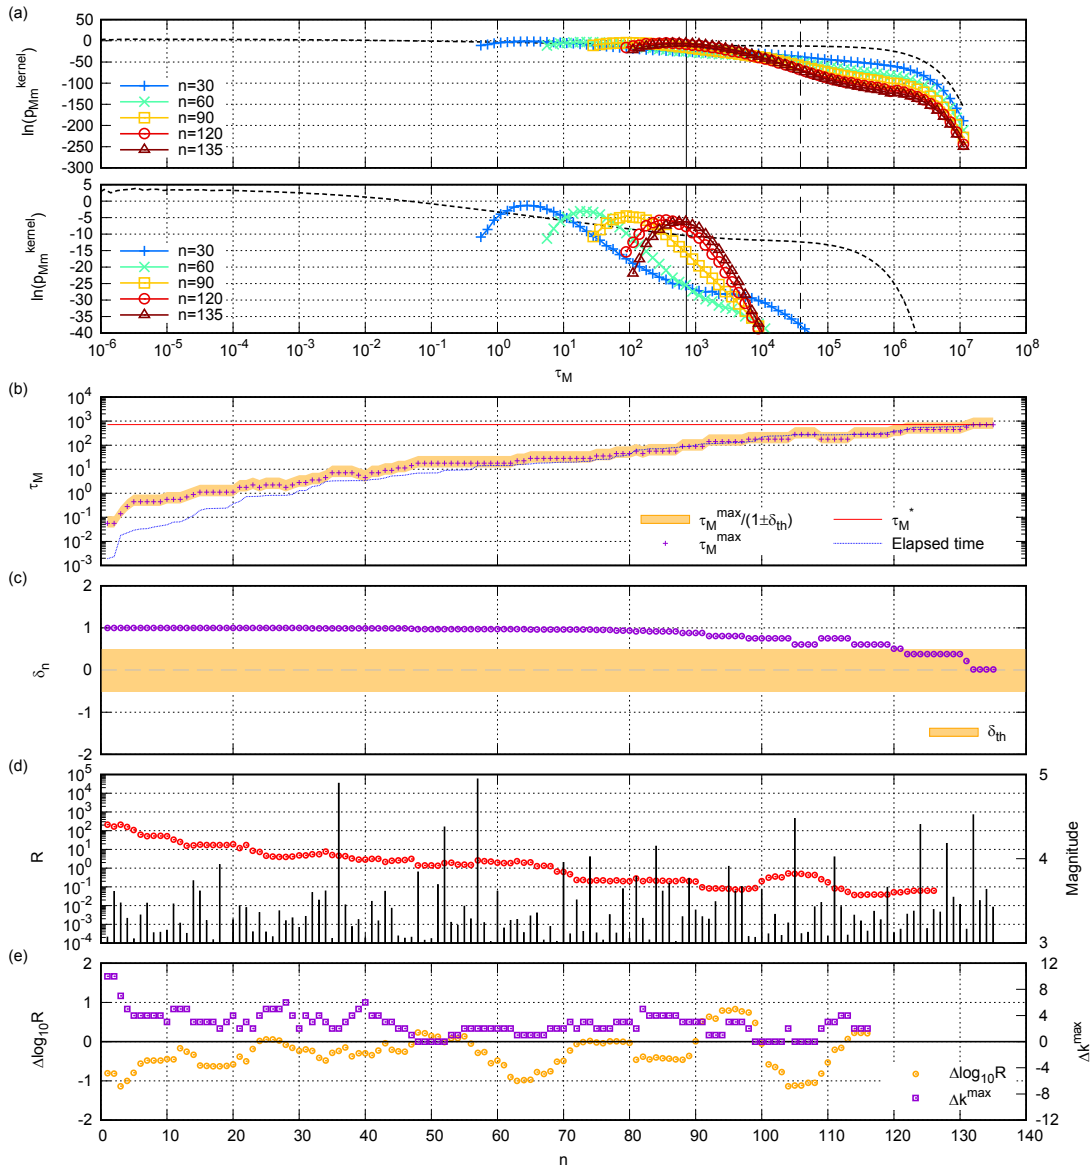 (a)
ln(p_Mm^kernel)
50
0
-50
-100
-150
-200
-250
-300
n=30
n=60
n=90
n=120
n=135
ln(p_Mm^kernel)
5
0
-5
-10
-15
-20
-25
-30
-35
-40
n=30
n=60
n=90
n=120
n=135
10^-6 10^-5 10^-4 10^-3 10^-2 10^-1 10^0 10^1 10^2 10^3 10^4 10^5 10^6 10^7 10^8
τ_M
(b)
τ_M
10^4
10^3
10^2
10^1
10^0
10^-1
10^-2
10^-3
τ_M^max/(1±δ_th)
τ_M^max
τ_M^*
Elapsed time
(c)
δ_n
2
1
0
-1
-2
δ_th
(d)
R
10^5
10^4
10^3
10^2
10^1
10^0
10^-1
10^-2
10^-3
10^-4
5
4
3
Magnitude
(e)
Δlog_10R
2
1
0
-1
-2
12
8
4
0
-4
-8
-12
Δk^max
Δlog_10R
Δk^max
0 10 20 30 40 50 60 70 80 90 100 110 120 130 140
n